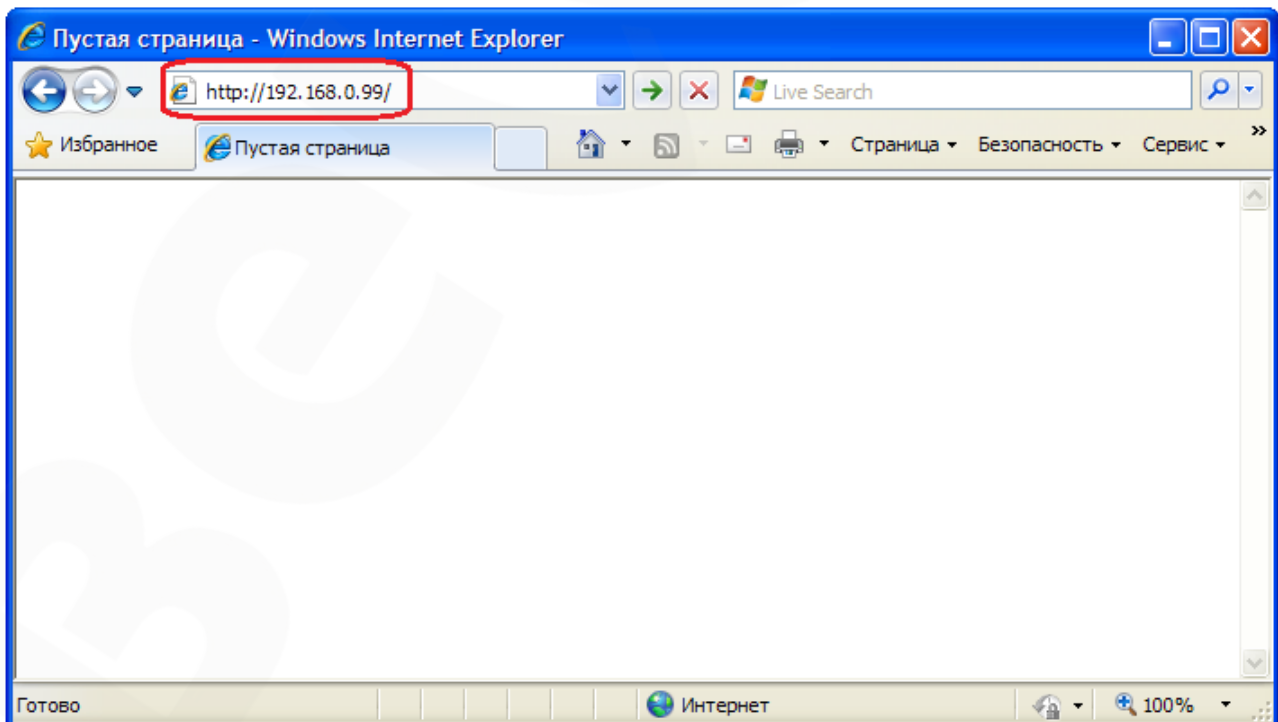 Пустая страница - Windows Internet Explorer
http://192.168.0.99/ Live Search
Избранное Пустая страница Страница Безопасность Сервис »
Готово Интернет 100%